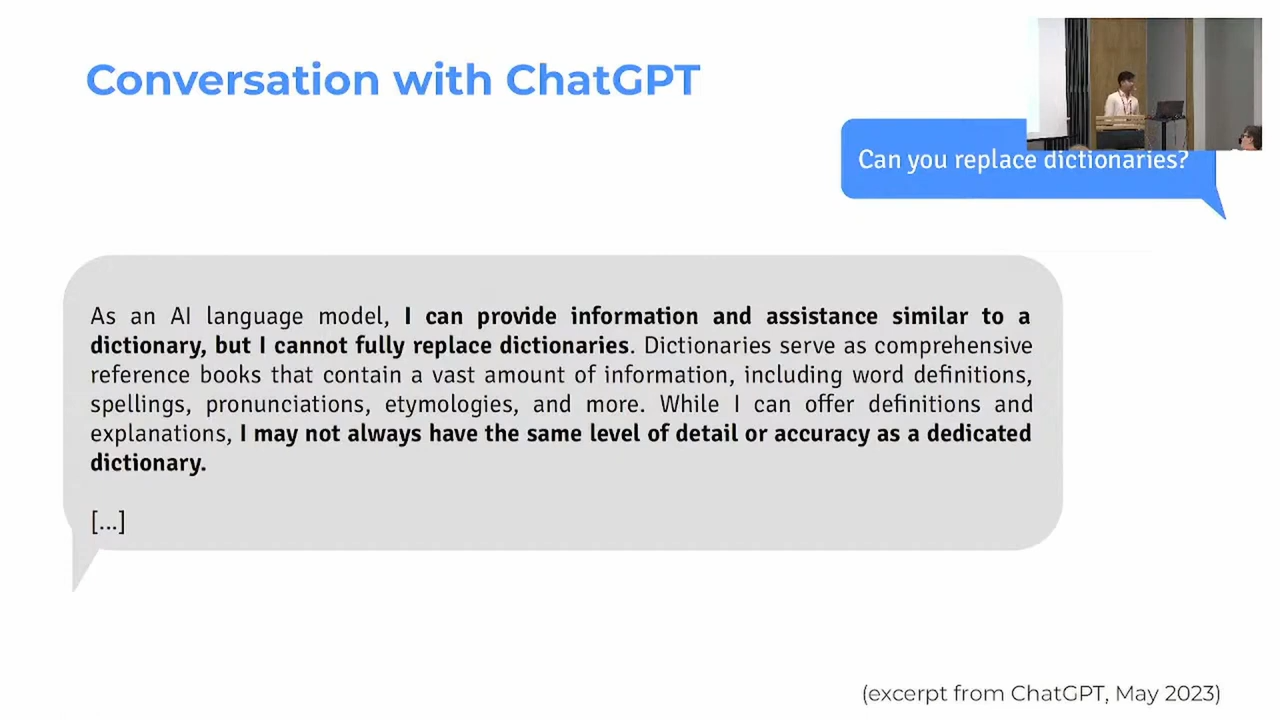 Conversation with ChatGPT
Can you replace dictionaries?
As an AI language model, I can provide information and assistance similar to a
dictionary, but I cannot fully replace dictionaries. Dictionaries serve as comprehensive
reference books that contain a vast amount of information, including word definitions,
spellings, pronunciations, etymologies, and more. While I can offer definitions and
explanations, I may not always have the same level of detail or accuracy as a dedicated
dictionary.
[...]
(excerpt from ChatGPT, May 2023)